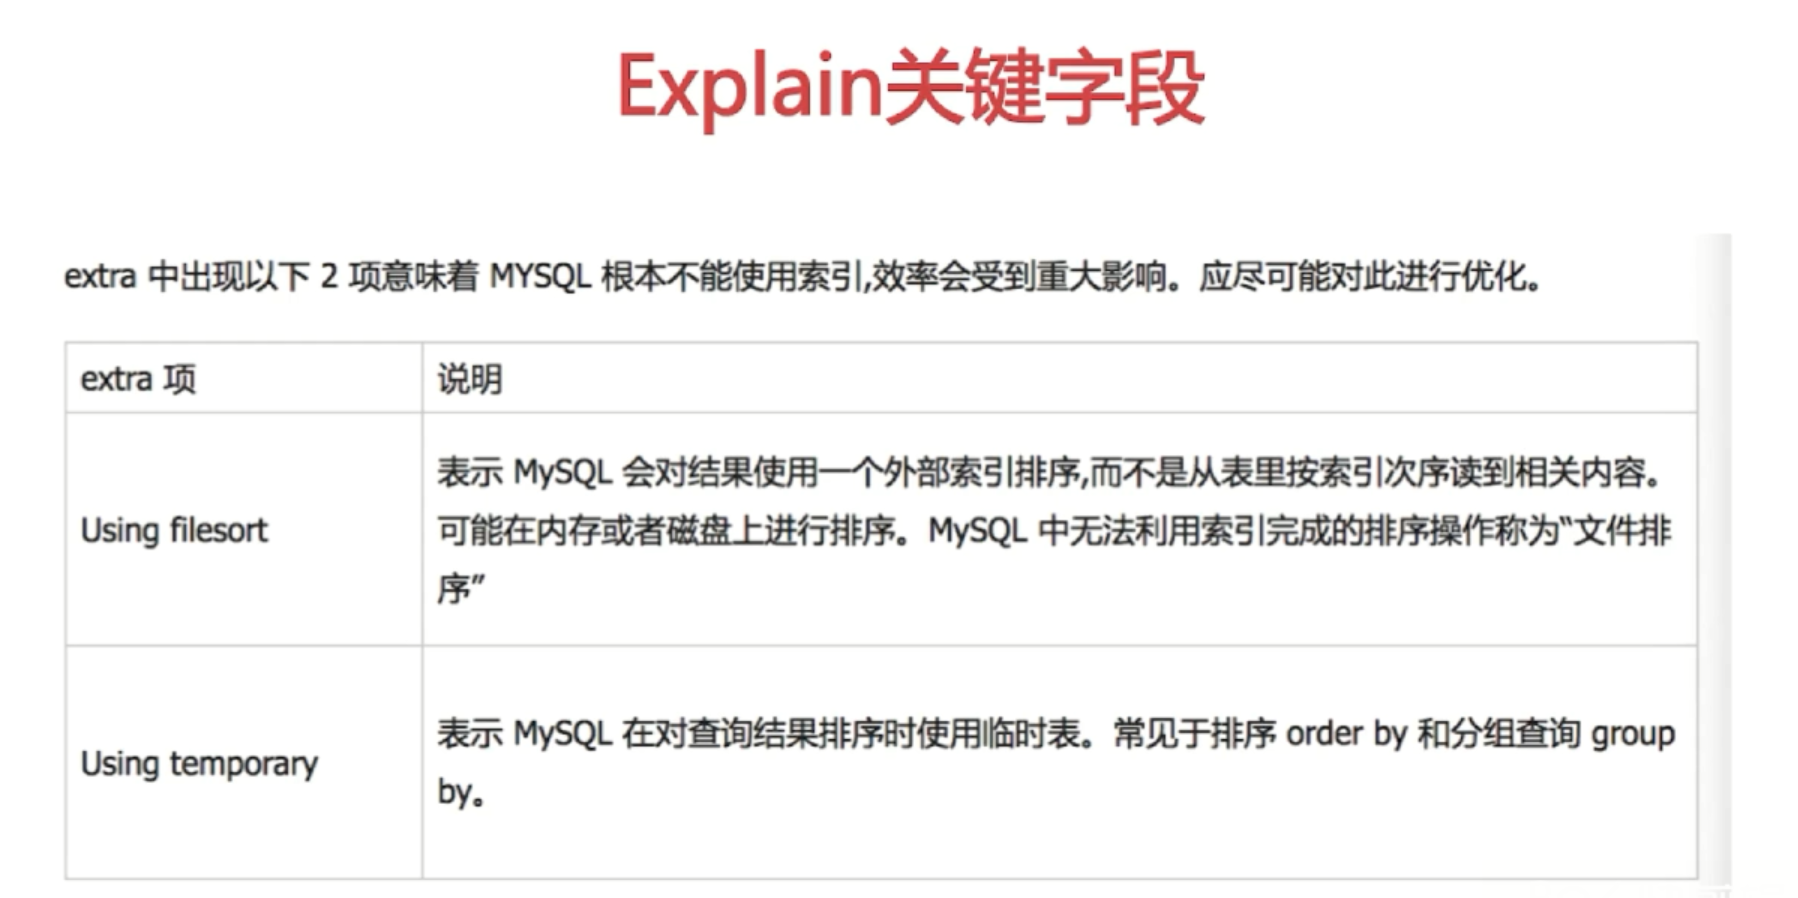 Explain关键字段
extra 中出现以下 2 项意味着 MYSQL 根本不能使用索引,效率会受到重大影响。应尽可能对此进行优化。
extra 项
说明
Using filesort
表示 MySQL 会对结果使用一个外部索引排序,而不是从表里按索引次序读到相关内容。
可能在内存或者磁盘上进行排序。MySQL 中无法利用索引完成的排序操作称为“文件排
序”
Using temporary
表示 MySQL 在对查询结果排序时使用临时表。常见于排序 order by 和分组查询 group
by。